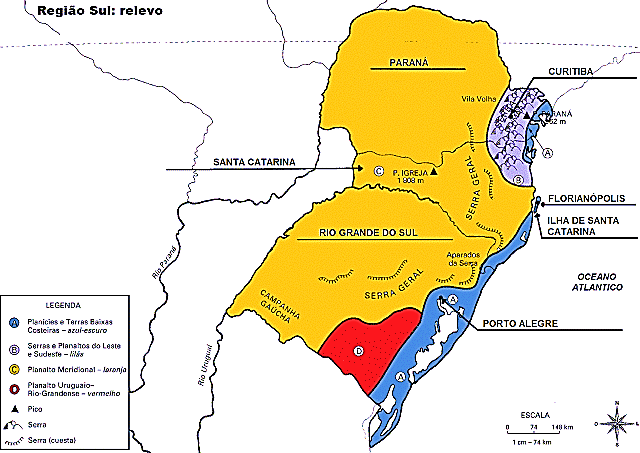 Região Sul: relevo
PARANÁ
CURITIBA
Vila Velha
P. PARANÁ
A
B
SANTA CATARINA
C
P. IGREJA
1 808 m
SERRA GERAL
FLORIANÓPOLIS
ILHA DE SANTA
CATARINA
RIO GRANDE DO SUL
Aparados
da Serra
SERRA GERAL
OCEANO
ATLANTICO
Rio Paraná
CAMPANHA
GAÚCHA
A
PORTO ALEGRE
D
A
Rio Uruguai
LEGENDA
A Planícies e Terras Baixas
Costeiras – azul-escuro
B Serras e Planaltos do Leste
e Sudeste – lilás
C Planalto Meridional – laranja
D Planalto Uruguaio-
Rio-Grandense – vermelho
Pico
Serra
Serra (cuesta)
ESCALA
0 74 148 km
1 cm – 74 km